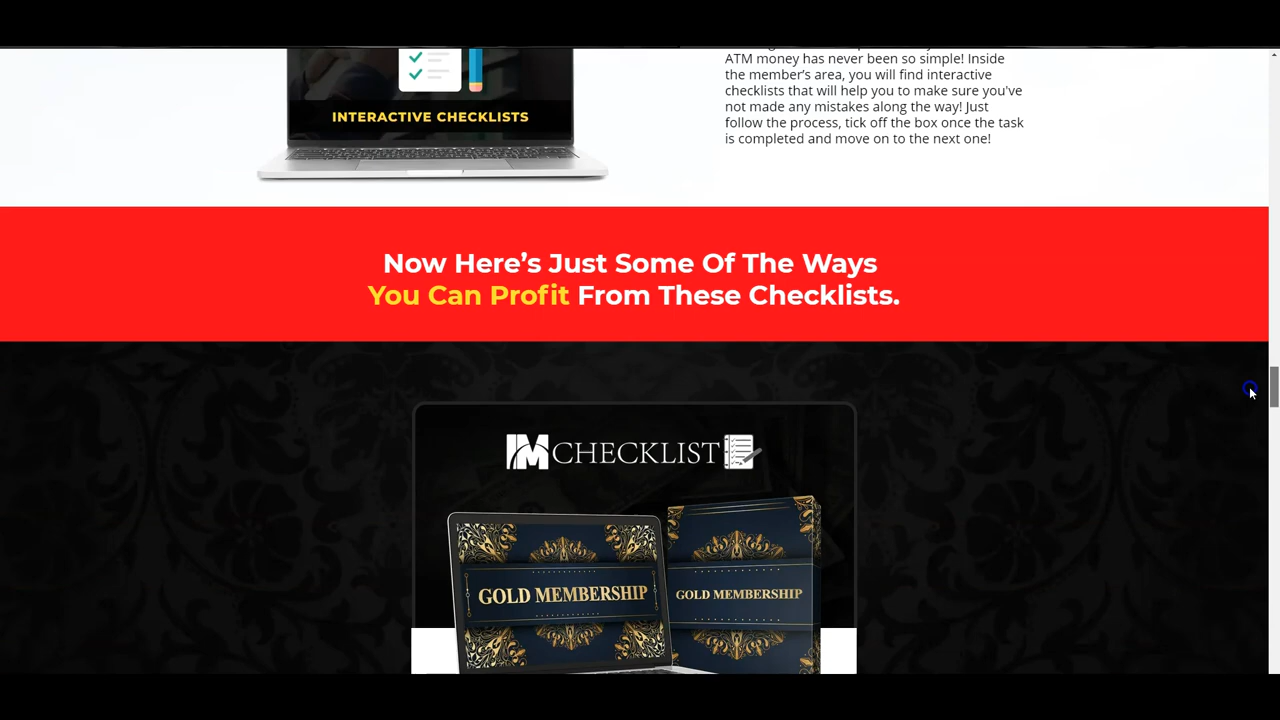 ATM money has never been so simple! Inside
the member's area, you will find interactive
checklists that will help you to make sure you've
not made any mistakes along the way! Just
follow the process, tick off the box once the task
is completed and move on to the next one!
INTERACTIVE CHECKLISTS
Now Here's Just Some Of The Ways
You Can Profit From These Checklists.
IM CHECKLIST
GOLD MEMBERSHIP
GOLD MEMBERSHIP